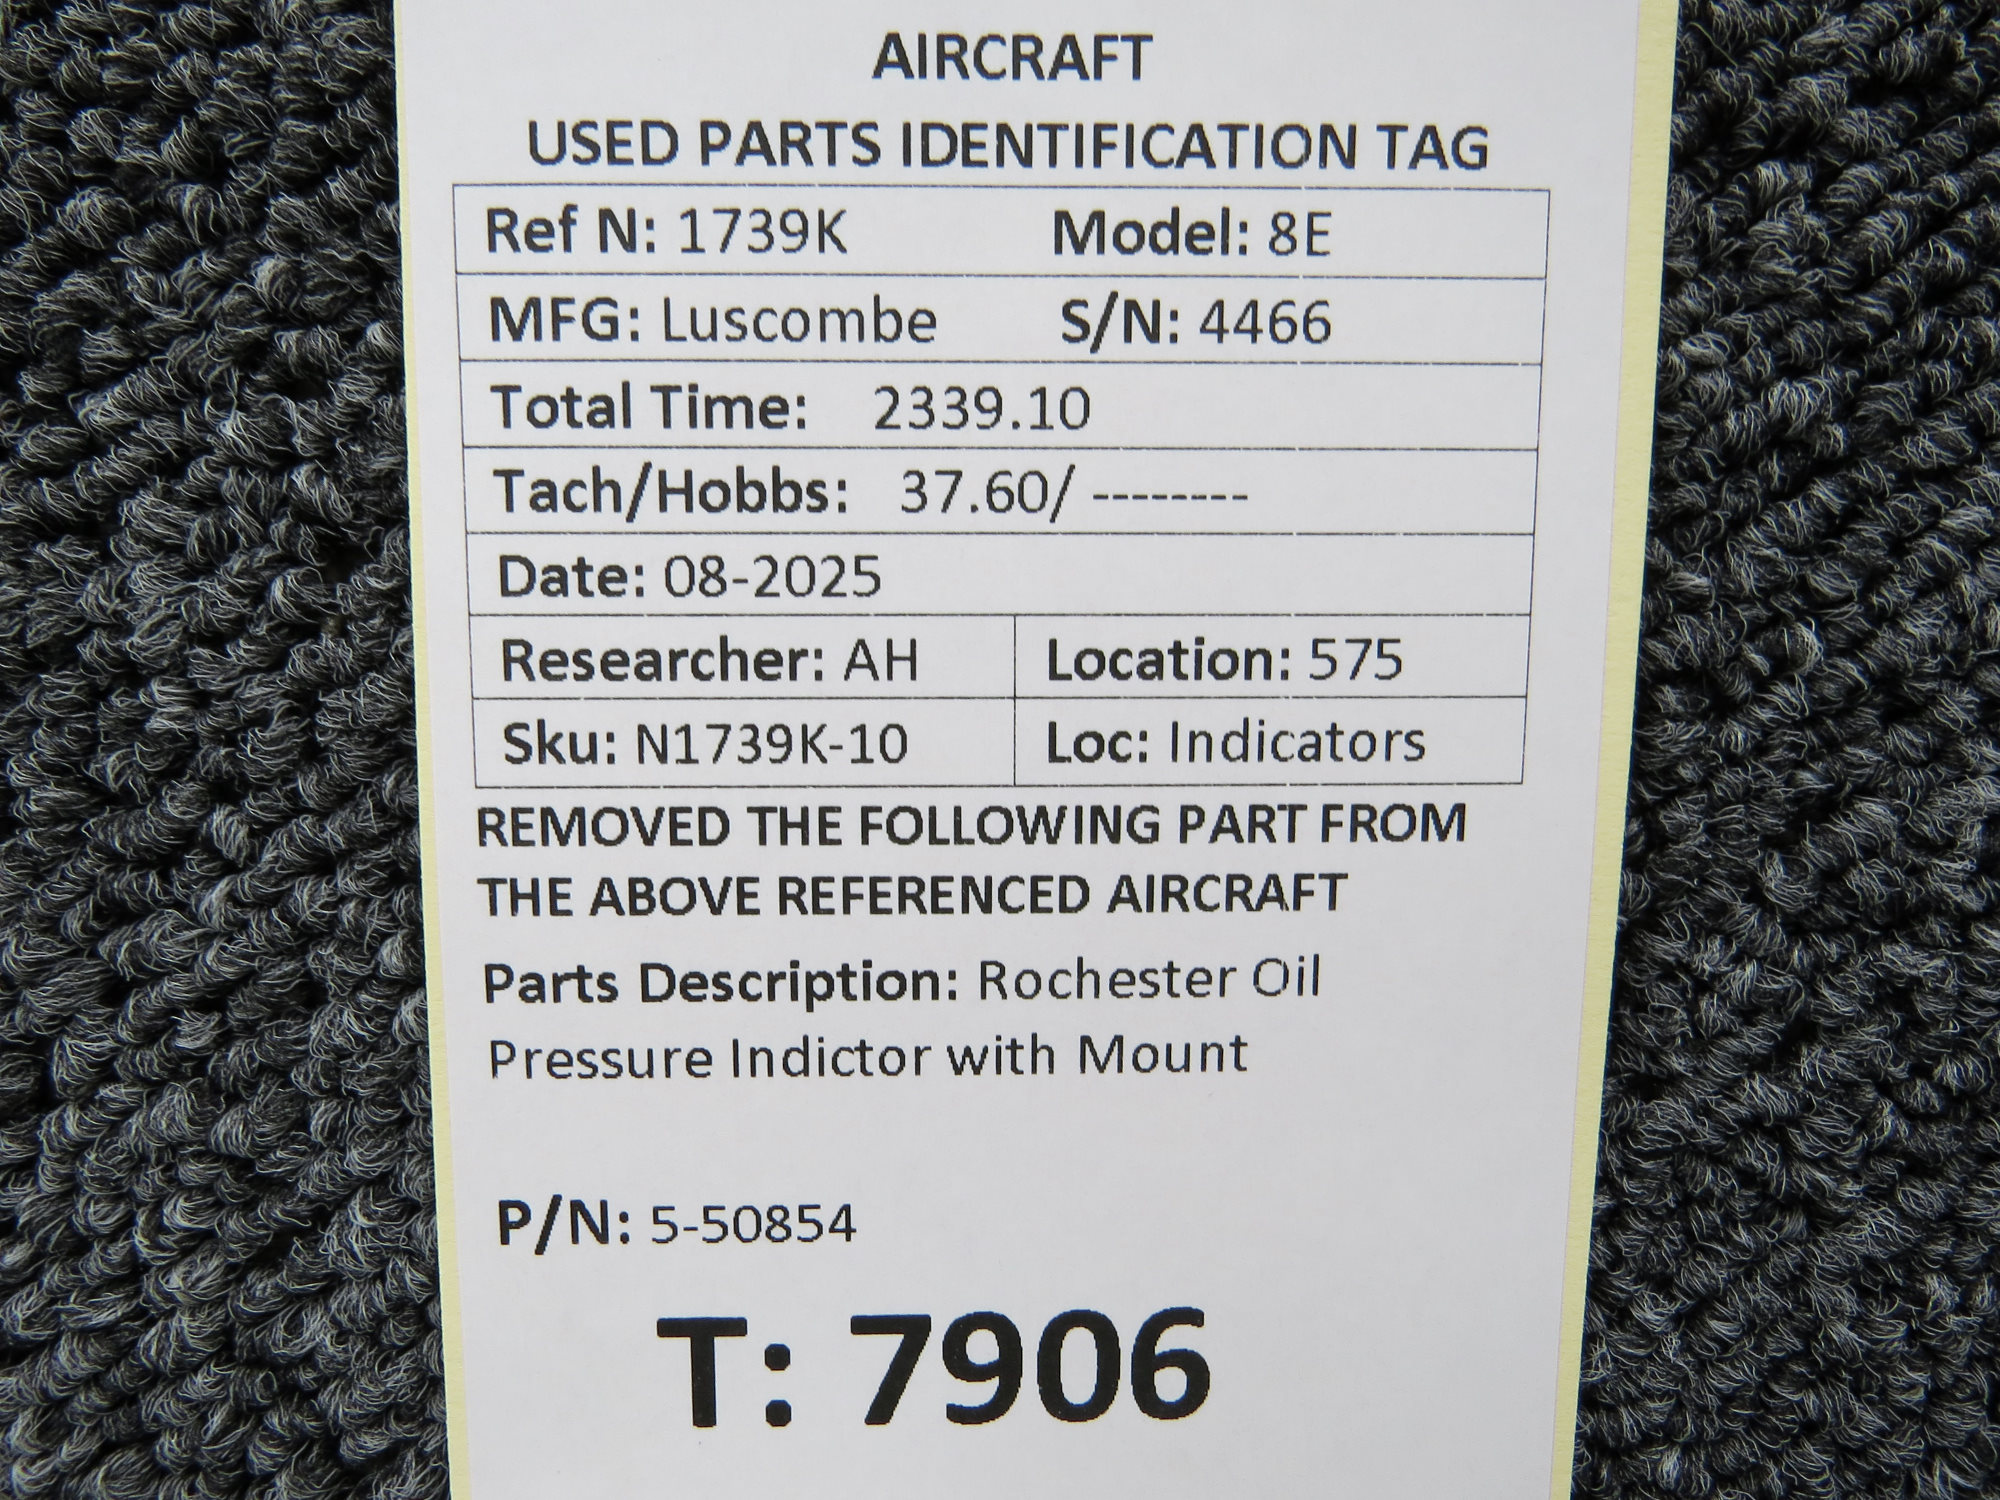 AIRCRAFT
USED PARTS IDENTIFICATION TAG
Ref N: 1739K Model: 8E
MFG: Luscombe S/N: 4466
Total Time: 2339.10
Tach/Hobbs: 37.60/ --------
Date: 08-2025
Researcher: AH Location: 575
Sku: N1739K-10 Loc: Indicators
REMOVED THE FOLLOWING PART FROM
THE ABOVE REFERENCED AIRCRAFT
Parts Description: Rochester Oil
Pressure Indictor with Mount
P/N: 5-50854
T: 7906